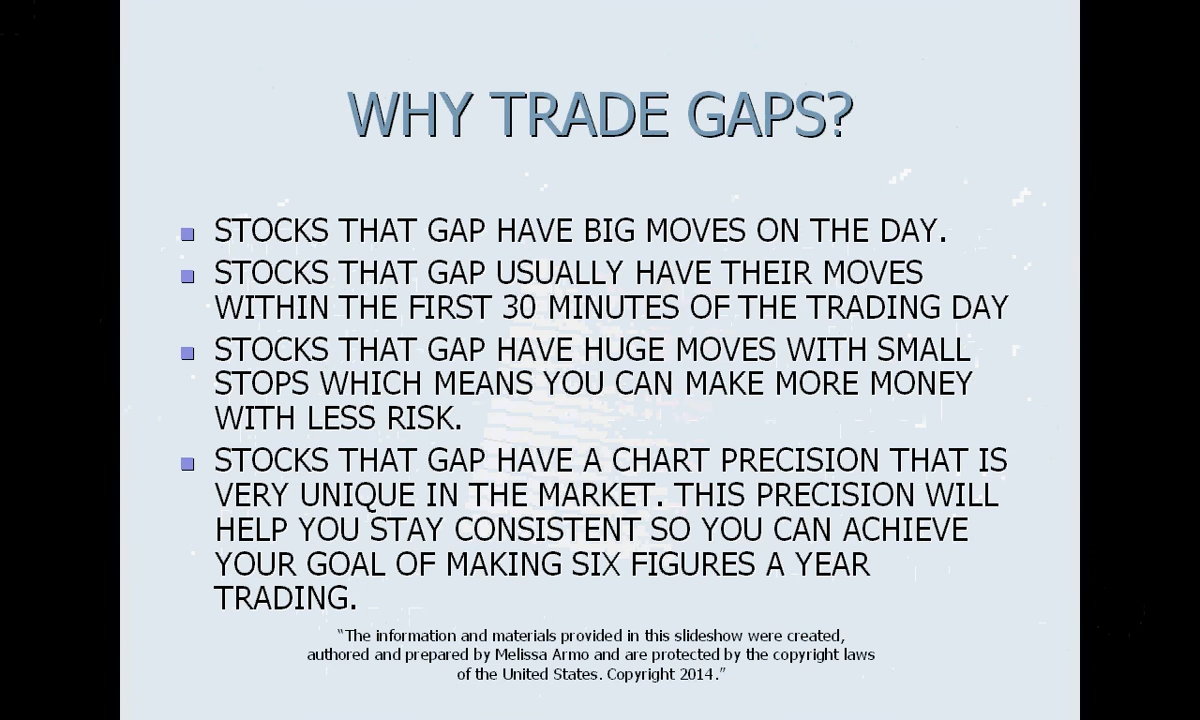 WHY TRADE GAPS?
STOCKS THAT GAP HAVE BIG MOVES ON THE DAY.
STOCKS THAT GAP USUALLY HAVE THEIR MOVES
WITHIN THE FIRST 30 MINUTES OF THE TRADING DAY
STOCKS THAT GAP HAVE HUGE MOVES WITH SMALL
STOPS WHICH MEANS YOU CAN MAKE MORE MONEY
WITH LESS RISK.
STOCKS THAT GAP HAVE A CHART PRECISION THAT IS
VERY UNIQUE IN THE MARKET. THIS PRECISION WILL
HELP YOU STAY CONSISTENT SO YOU CAN ACHIEVE
YOUR GOAL OF MAKING SIX FIGURES A YEAR
TRADING.
“The information and materials provided in this slideshow were created,
authored and prepared by Melissa Armo and are protected by the copyright laws
of the United States. Copyright 2014.”